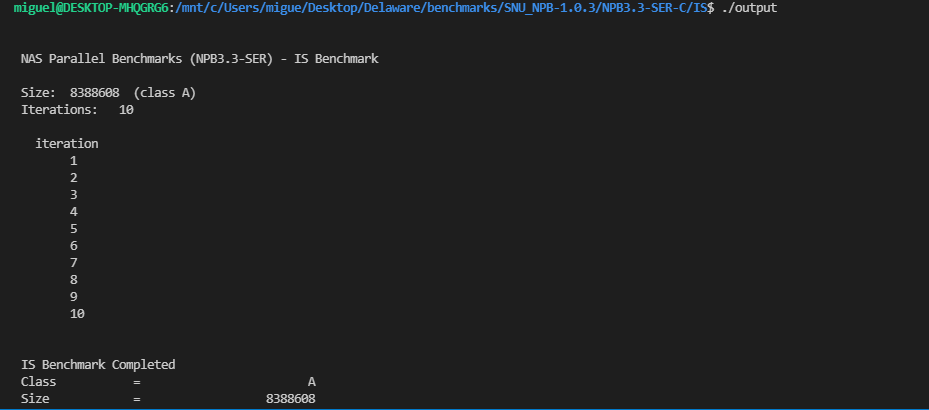 miguel@DESKTOP-MHQGRG6:/mnt/c/Users/migue/Desktop/Delaware/benchmarks/SNU_NPB-1.0.3/NPB3.3-SER-C/IS$ ./output
NAS Parallel Benchmarks (NPB3.3-SER) - IS Benchmark
Size:  8388608  (class A)
Iterations:   10
iteration
1
2
3
4
5
6
7
8
9
10
IS Benchmark Completed
Class           =                        A
Size            =                  8388608